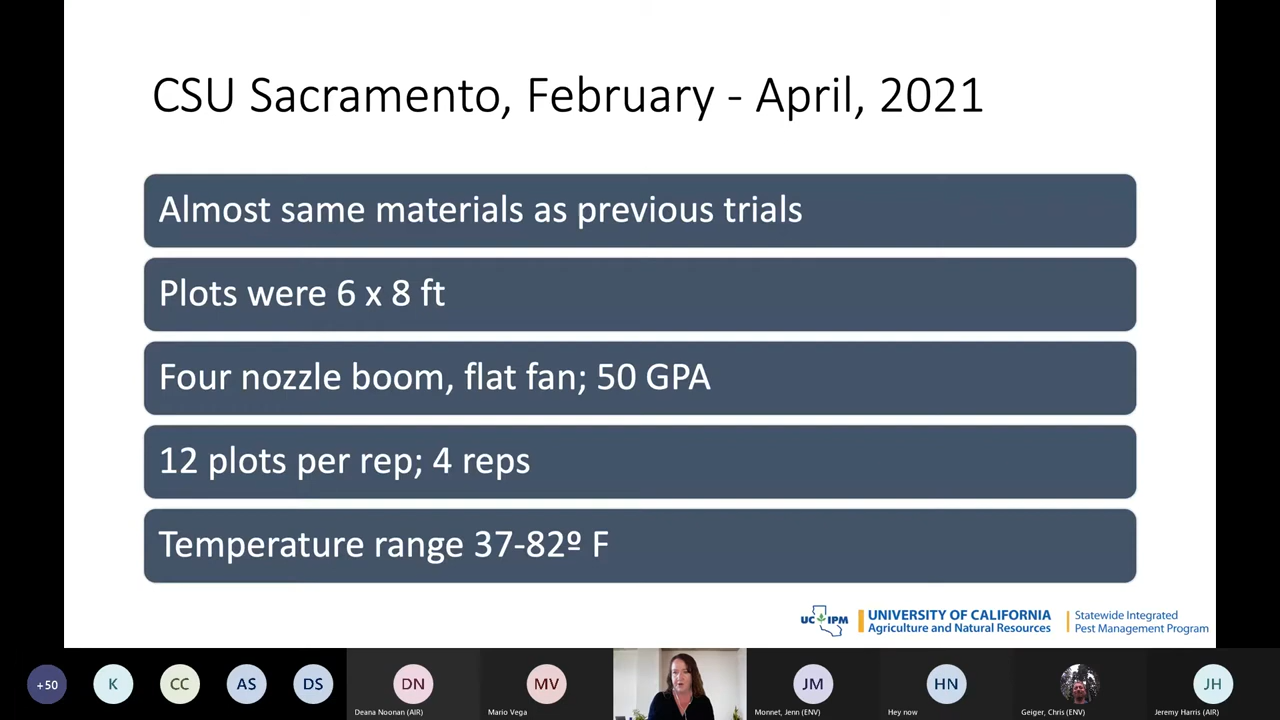 CSU Sacramento, February - April, 2021
Almost same materials as previous trials
Plots were 6 x 8 ft
Four nozzle boom, flat fan; 50 GPA
12 plots per rep; 4 reps
Temperature range 37-82º F
UC IPM
UNIVERSITY OF CALIFORNIA
Agriculture and Natural Resources
Statewide Integrated
Pest Management Program
+50
K
CC
AS
DS
DN
MV
JM
HN
JH
Deana Noonan (AIR)
Mario Vega
Monnet, Jenn (ENV)
Hey now
Geiger, Chris (ENV)
Jeremy Harris (AIR)